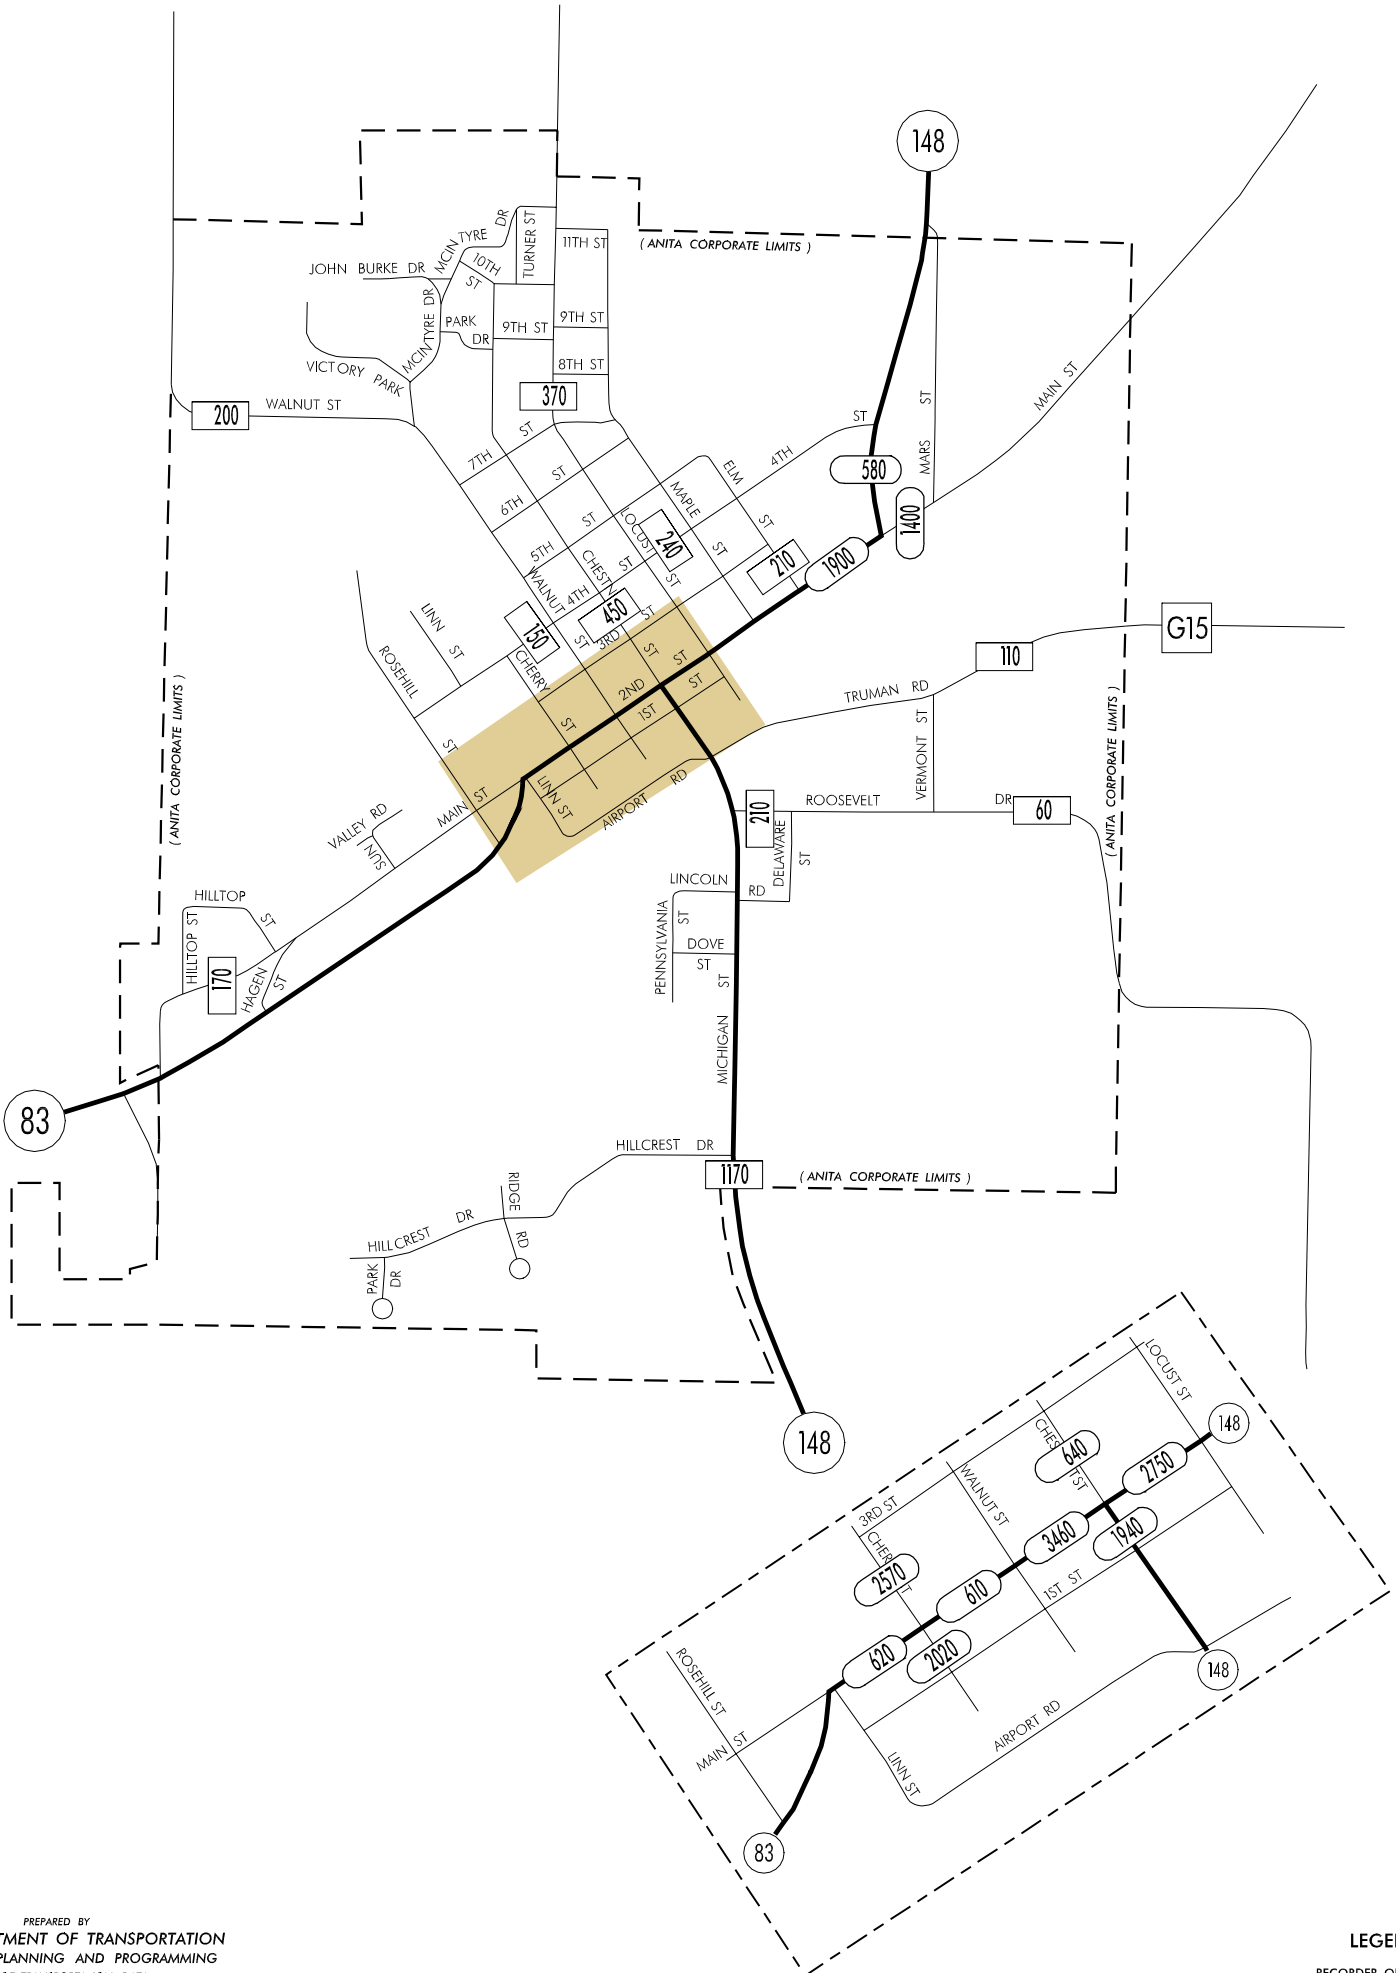 148
( ANITA CORPORATE LIMITS )
MCINTYRE DR
TURNER ST
11TH ST
JOHN BURKE DR
10TH ST
MCINTYRE DR
PARK DR
9TH ST
9TH ST
8TH ST
VICTORY PARK
370
200
WALNUT ST
MAIN ST
MARS ST
7TH ST
4TH ST
580
ELM ST
6TH ST
MAPLE ST
1400
LOCUST ST
240
5TH ST
210
1900
CHESTN
WALNUT ST
4TH ST
450
150
3RD ST
LINN ST
ROSEHILL ST
CHERRY ST
2ND ST
1ST ST
G15
110
TRUMAN RD
VERMONT ST
( ANITA CORPORATE LIMITS )
( ANITA CORPORATE LIMITS )
MAIN ST
LINN ST
AIRPORT RD
210
ROOSEVELT DR
60
VALLEY RD
SUN
DELAWARE ST
LINCOLN RD
HILLTOP ST
HILLTOP ST
PENNSYLVANIA ST
DOVE ST
170
HAGEN ST
MICHIGAN ST
83
HILLCREST DR
1170
( ANITA CORPORATE LIMITS )
RIDGE RD
HILLCREST DR
PARK DR
148
LOCUST ST
148
CHES TST
640
2750
WALNUT ST
3RD ST
3460
1940
CHER T
2570
610
1ST ST
620
2020
ROSEHILL ST
148
MAIN ST
AIRPORT RD
LINN ST
83
PREPARED BY
TMENT OF TRANSPORTATION
PLANNING AND PROGRAMMING
LEGE